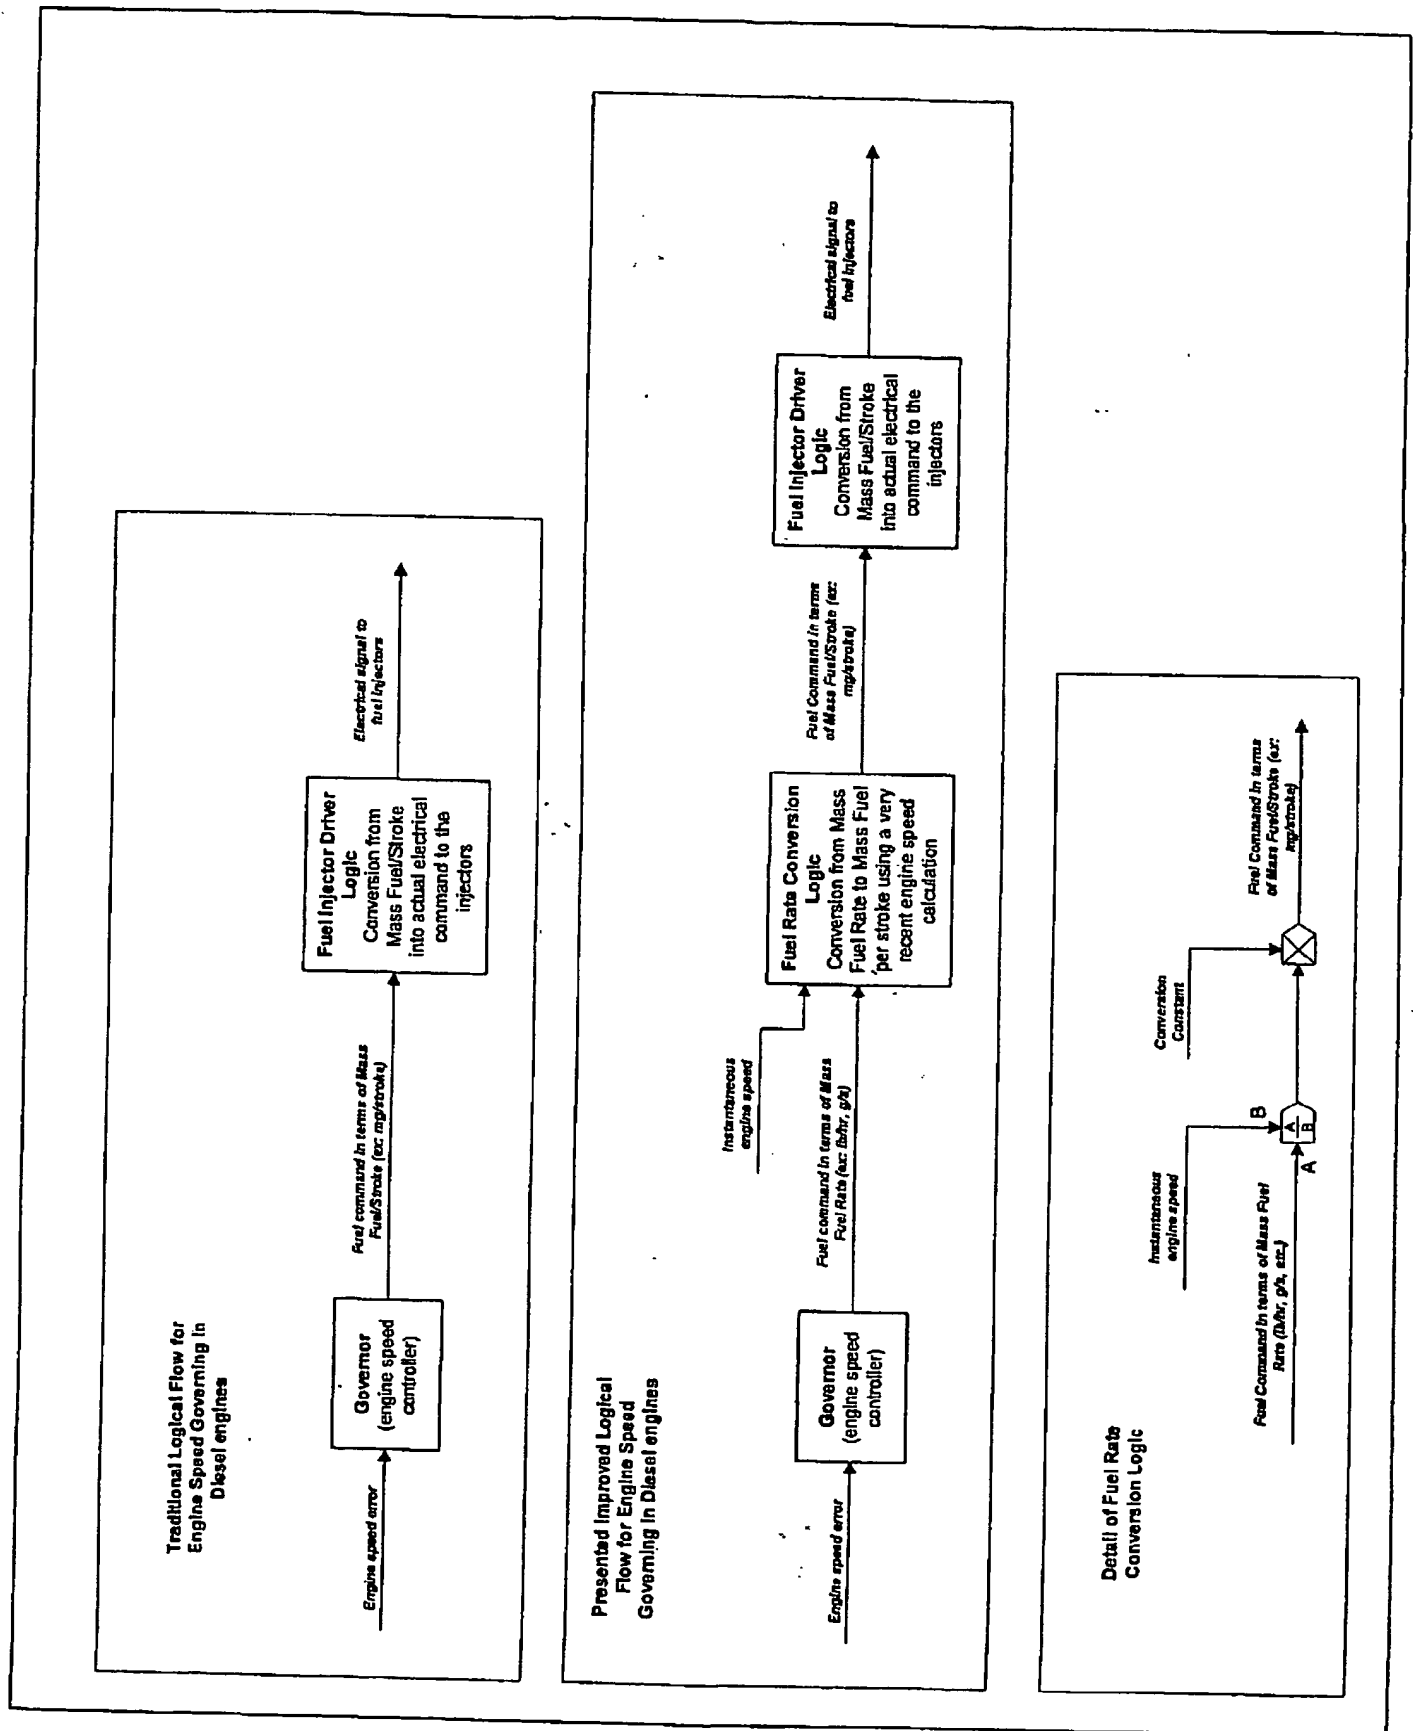 Traditional Logical Flow for
Engine Speed Governing In
Diesel engines
Engine speed error
Governor
(engine speed
controller)
Fuel command in terms of Mass
Fuel/Stroke (ex: mg/stroke)
Fuel Injector Driver
Logic
Conversion from
Mass Fuel/Stroke
into actual electrical
command to the
injectors
Electrical signal to
fuel injectors
Presented Improved Logical
Flow for Engine Speed
Governing in Diesel engines
Engine speed error
Governor
(engine speed
controller)
Fuel command in terms of Mass
Fuel Rate (ex: lb/hr, g/s)
Instantaneous
engine speed
Fuel Rate Conversion
Logic
Conversion from Mass
Fuel Rate to Mass Fuel
per stroke using a very
recent engine speed
calculation
Fuel Command in terms
of Mass Fuel/Stroke (ex:
mg/stroke)
Fuel Injector Driver
Logic
Conversion from
Mass Fuel/Stroke
into actual electrical
command to the
injectors
Electrical signal to
fuel injectors
Detail of Fuel Rate
Conversion Logic
Fuel Command in terms of Mass Fuel
Rate (lb/hr, g/s, etc.)
Instantaneous
engine speed
B
A
A
B
Conversion
Constant
Fuel Command in terms
of Mass Fuel/Stroke (ex:
mg/stroke)